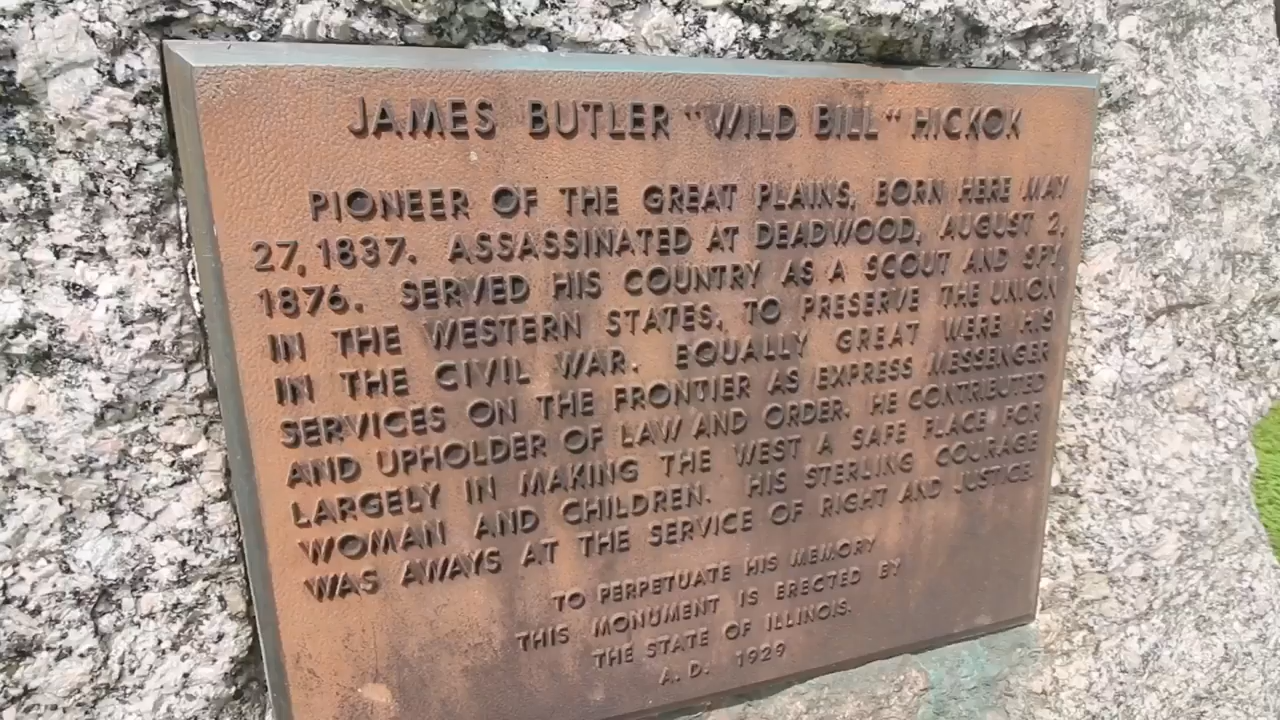 JAMES BUTLER "WILD BILL" HICKOK
PIONEER OF THE GREAT PLAINS, BORN HERE MAY
27, 1837. ASSASSINATED AT DEADWOOD, AUGUST 2,
1876. SERVED HIS COUNTRY AS A SCOUT AND SPY
IN THE WESTERN STATES, TO PRESERVE THE UNION
IN THE CIVIL WAR. EQUALLY GREAT WERE HIS
SERVICES ON THE FRONTIER AS EXPRESS MESSENGER
AND UPHOLDER OF LAW AND ORDER. HE CONTRIBUTED
LARGELY IN MAKING THE WEST A SAFE PLACE FOR
WOMAN AND CHILDREN. HIS STERLING COURAGE
WAS AWAYS AT THE SERVICE OF RIGHT AND JUSTICE.
TO PERPETUATE HIS MEMORY
THIS MONUMENT IS ERECTED BY
THE STATE OF ILLINOIS.
A. D. 1929